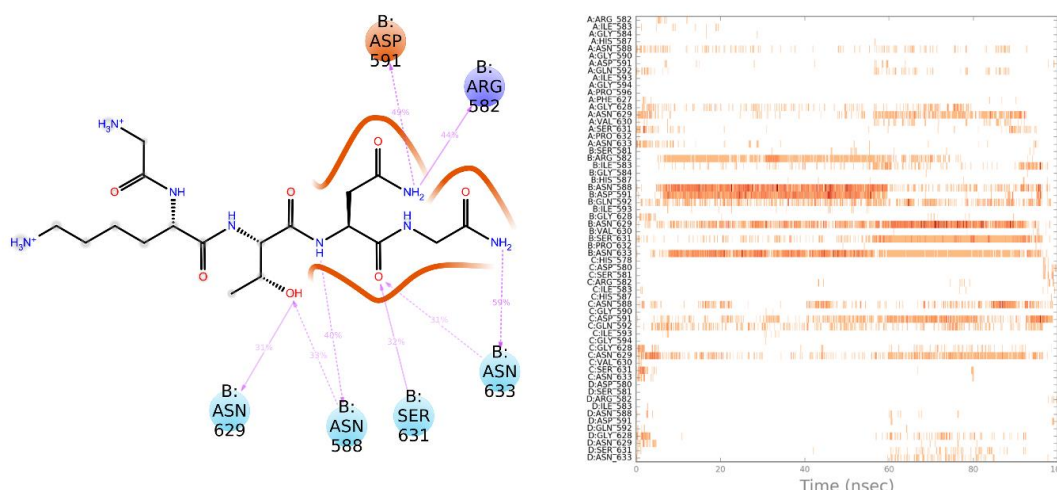 B:
ASP
591
B:
ARG
582
49%
44%
H₃N⁺
O
NH
H₃N⁺
O
H
N
O
O
NH₂
N
H
O
H
N
O
NH₂
OH
O
31%
33%
40%
32%
31%
59%
B:
ASN
629
B:
ASN
588
B:
SER
631
B:
ASN
633
A:ARG_582
A:ILE_583
A:GLY_584
A:HIS_587
A:ASN_588
A:GLY_590
A:ASP_591
A:GLN_592
A:ILE_593
A:GLY_594
A:PRO_596
A:PHE_627
A:GLY_628
A:ASN_629
A:VAL_630
A:SER_631
A:PRO_632
A:ASN_633
B:SER_581
B:ARG_582
B:ILE_583
B:GLY_584
B:HIS_587
B:ASN_588
B:ASP_591
B:GLN_592
B:ILE_593
B:GLY_628
B:ASN_629
B:VAL_630
B:SER_631
B:PRO_632
B:ASN_633
C:HIS_578
C:ASP_580
C:SER_581
C:ARG_582
C:ILE_583
C:HIS_587
C:ASN_588
C:GLY_590
C:ASP_591
C:GLN_592
C:ILE_593
C:GLY_594
C:GLY_628
C:ASN_629
C:VAL_630
C:SER_631
C:ASN_633
D:ASP_580
D:SER_581
D:ARG_582
D:ILE_583
D:ASN_588
D:ASP_591
D:GLN_592
D:GLY_628
D:ASN_629
D:SER_631
D:ASN_633
0
20
40
60
80
Time (nsec)